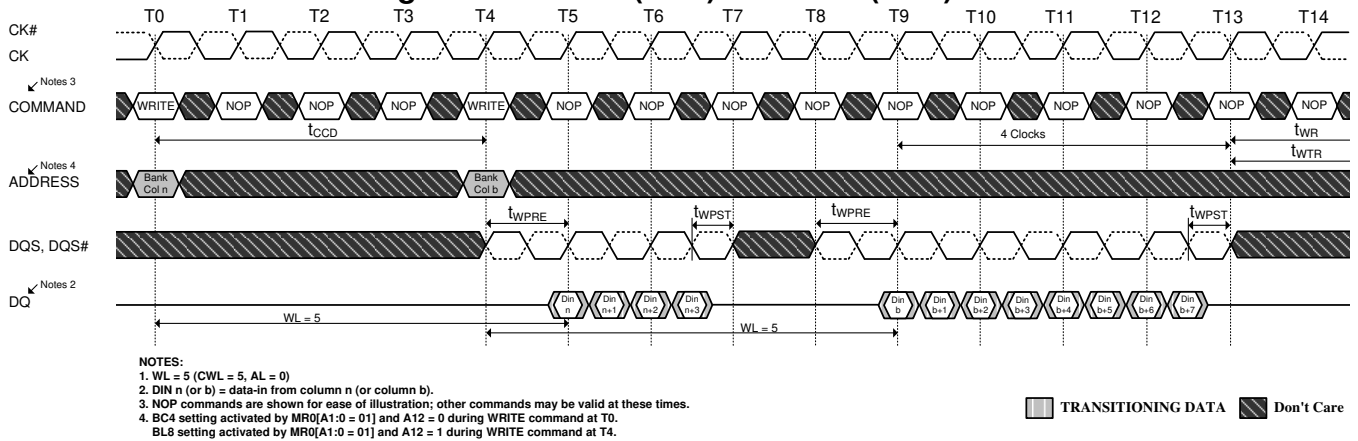 T0 T1 T2 T3 T4 T5 T6 T7 T8 T9 T10 T11 T12 T13 T14
CK#
CK
Notes 3
COMMAND
WRITE NOP NOP NOP WRITE NOP NOP NOP NOP NOP NOP NOP NOP NOP NOP
tCCD
4 Clocks
tWR
tWTR
Notes 4
ADDRESS
Bank
Col n
Bank
Col b
tWPRE tWPST tWPRE tWPST
DQS, DQS#
Notes 2
DQ
Din
n
Din
n+1
Din
n+2
Din
n+3
Din
b
Din
b+1
Din
b+2
Din
b+3
Din
b+4
Din
b+5
Din
b+6
Din
b+7
WL = 5
WL = 5
NOTES:
1. WL = 5 (CWL = 5, AL = 0)
2. DIN n (or b) = data-in from column n (or column b).
3. NOP commands are shown for ease of illustration; other commands may be valid at these times.
4. BC4 setting activated by MR0[A1:0 = 01] and A12 = 0 during WRITE command at T0.
BL8 setting activated by MR0[A1:0 = 01] and A12 = 1 during WRITE command at T4.
TRANSITIONING DATA
Don't Care